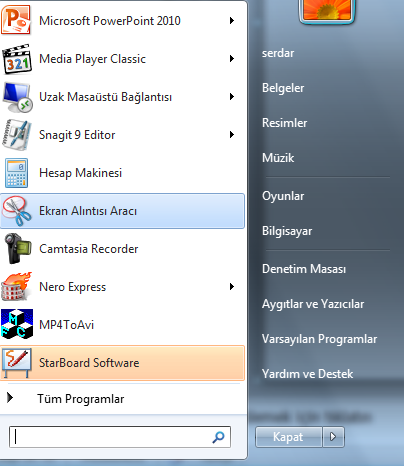 Microsoft PowerPoint 2010
Media Player Classic
Uzak Masaüstü Bağlantısı
Snagit 9 Editor
Hesap Makinesi
Ekran Alıntısı Aracı
Camtasia Recorder
Nero Express
MP4ToAvi
StarBoard Software
Tüm Programlar
serdar
Belgeler
Resimler
Müzik
Oyunlar
Bilgisayar
Denetim Masası
Aygıtlar ve Yazıcılar
Varsayılan Programlar
Yardım ve Destek
Kapat